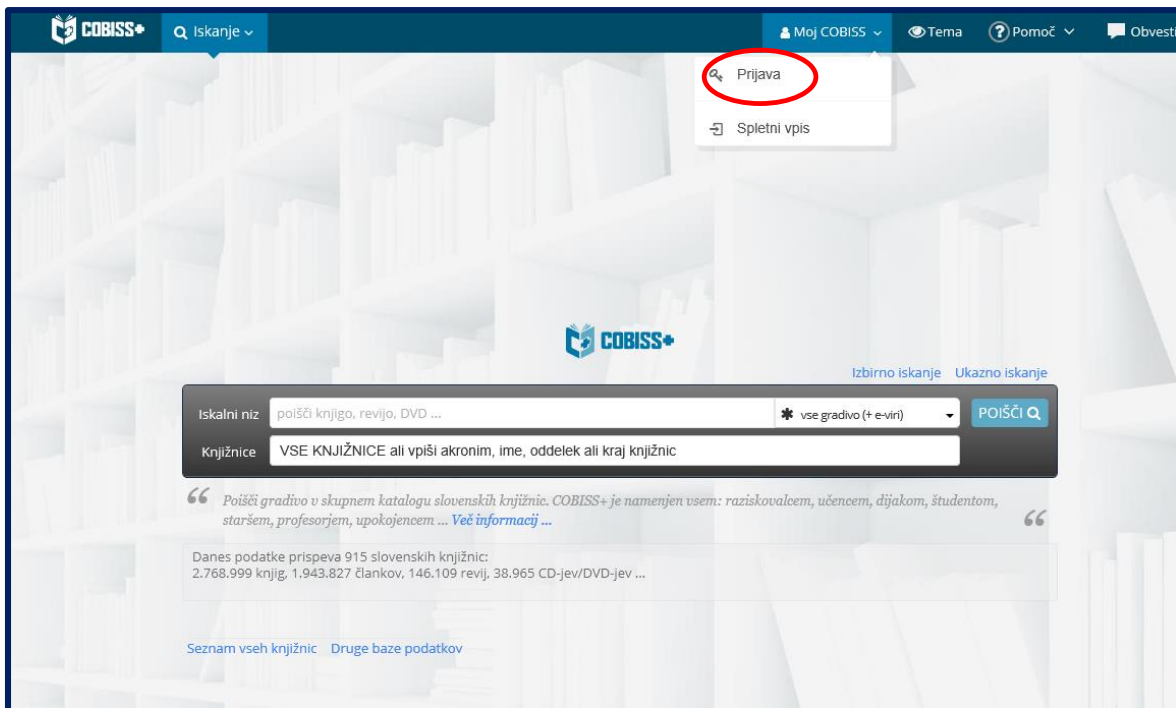 COBISS+ Iskanje Moj COBISS Tema Pomoč Obvesti
Prijava
Spletni vpis
COBISS+
Izbirno iskanje Ukazno iskanje
Iskalni niz poišči knjigo, revijo, DVD ... vse gradivo (+ e-viri) POIŠČI
Knjižnice VSE KNJIŽNICE ali vpiši akronim, ime, oddelek ali kraj knjižnic
Poišči gradivo v skupnem katalogu slovenskih knjižnic. COBISS+ je namenjen vsem: raziskovalcem, učencem, dijakom, študentom,
staršem, profesorjem, upokojencem ... Več informacij ...
Danes podatke prispeva 915 slovenskih knjižnic:
2.768.999 knjig, 1.943.827 člankov, 146.109 revij, 38.965 CD-jev/DVD-jev ...
Seznam vseh knjižnic Druge baze podatkov